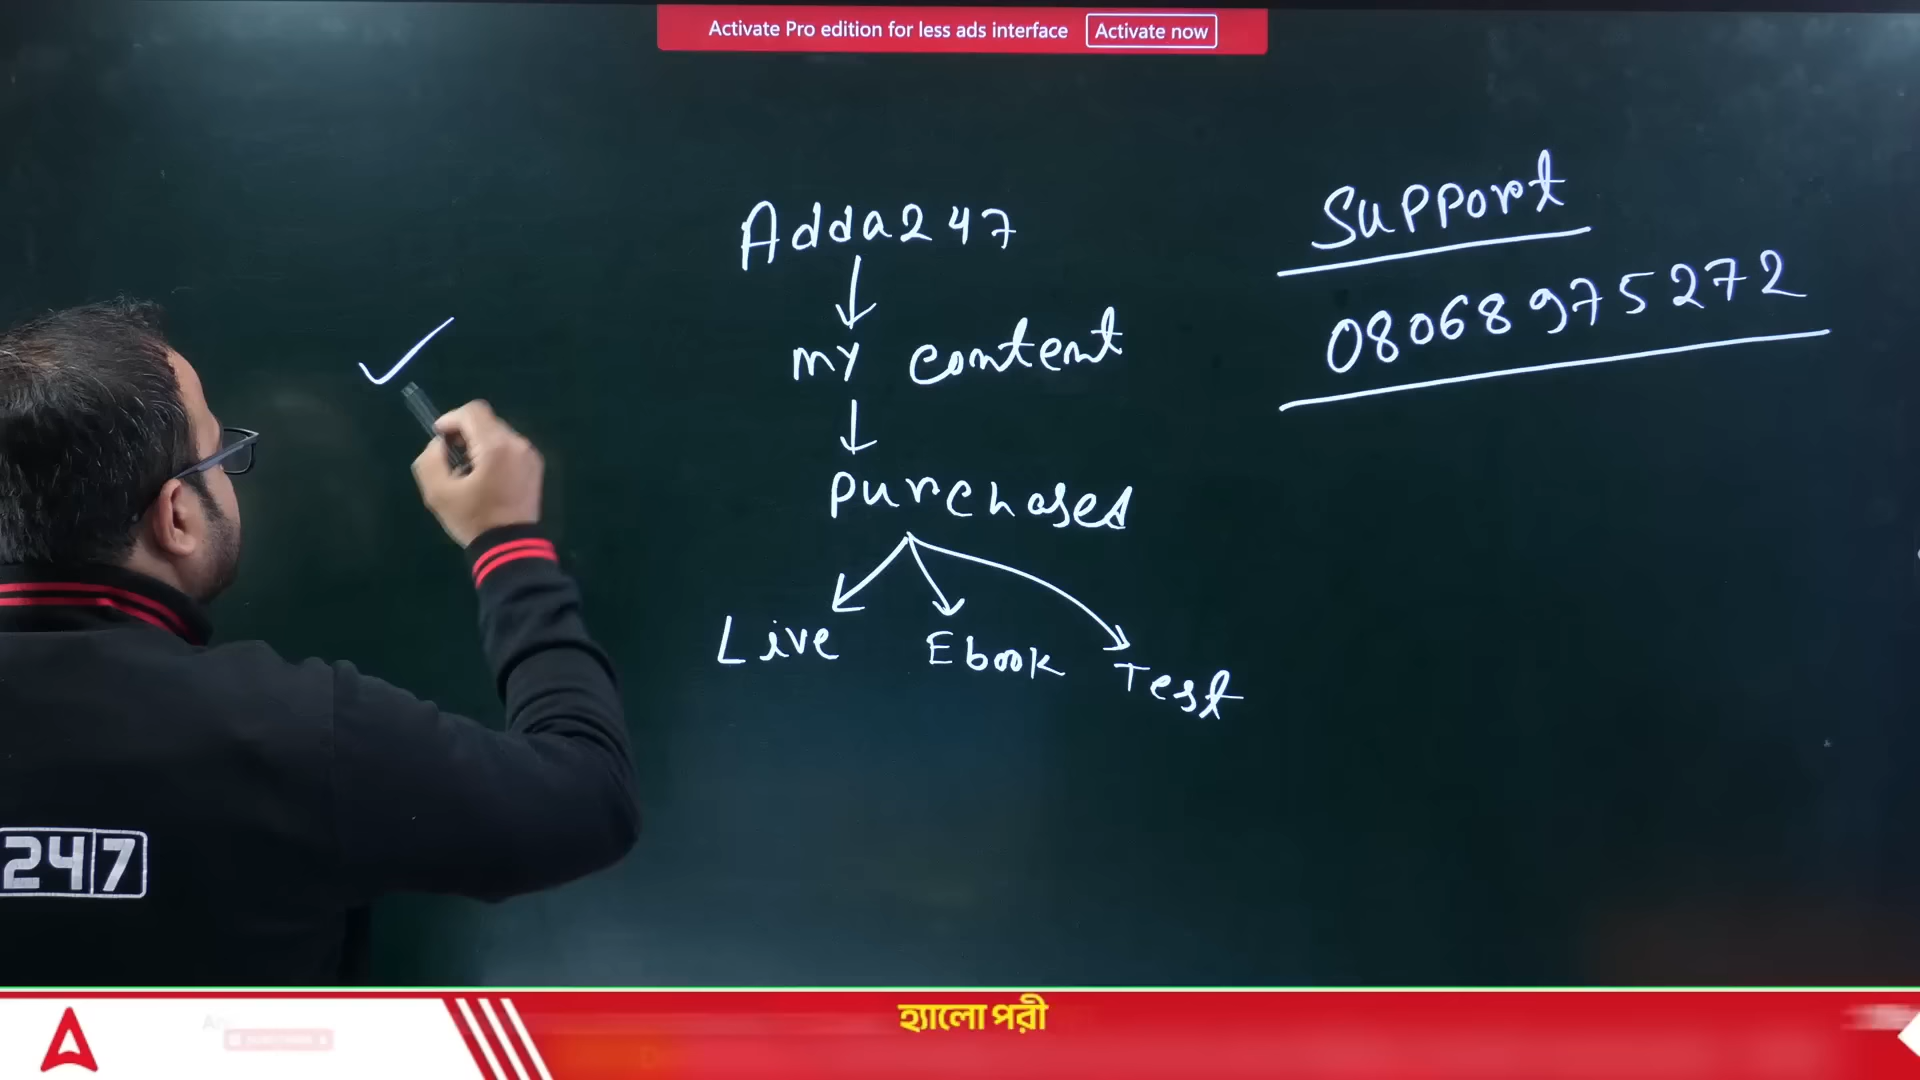 Activate Pro edition for less ads interface Activate now
Support
Adda247
08068975272
my content
Purchased
Live Ebook Test
247
হ্যালো পরী